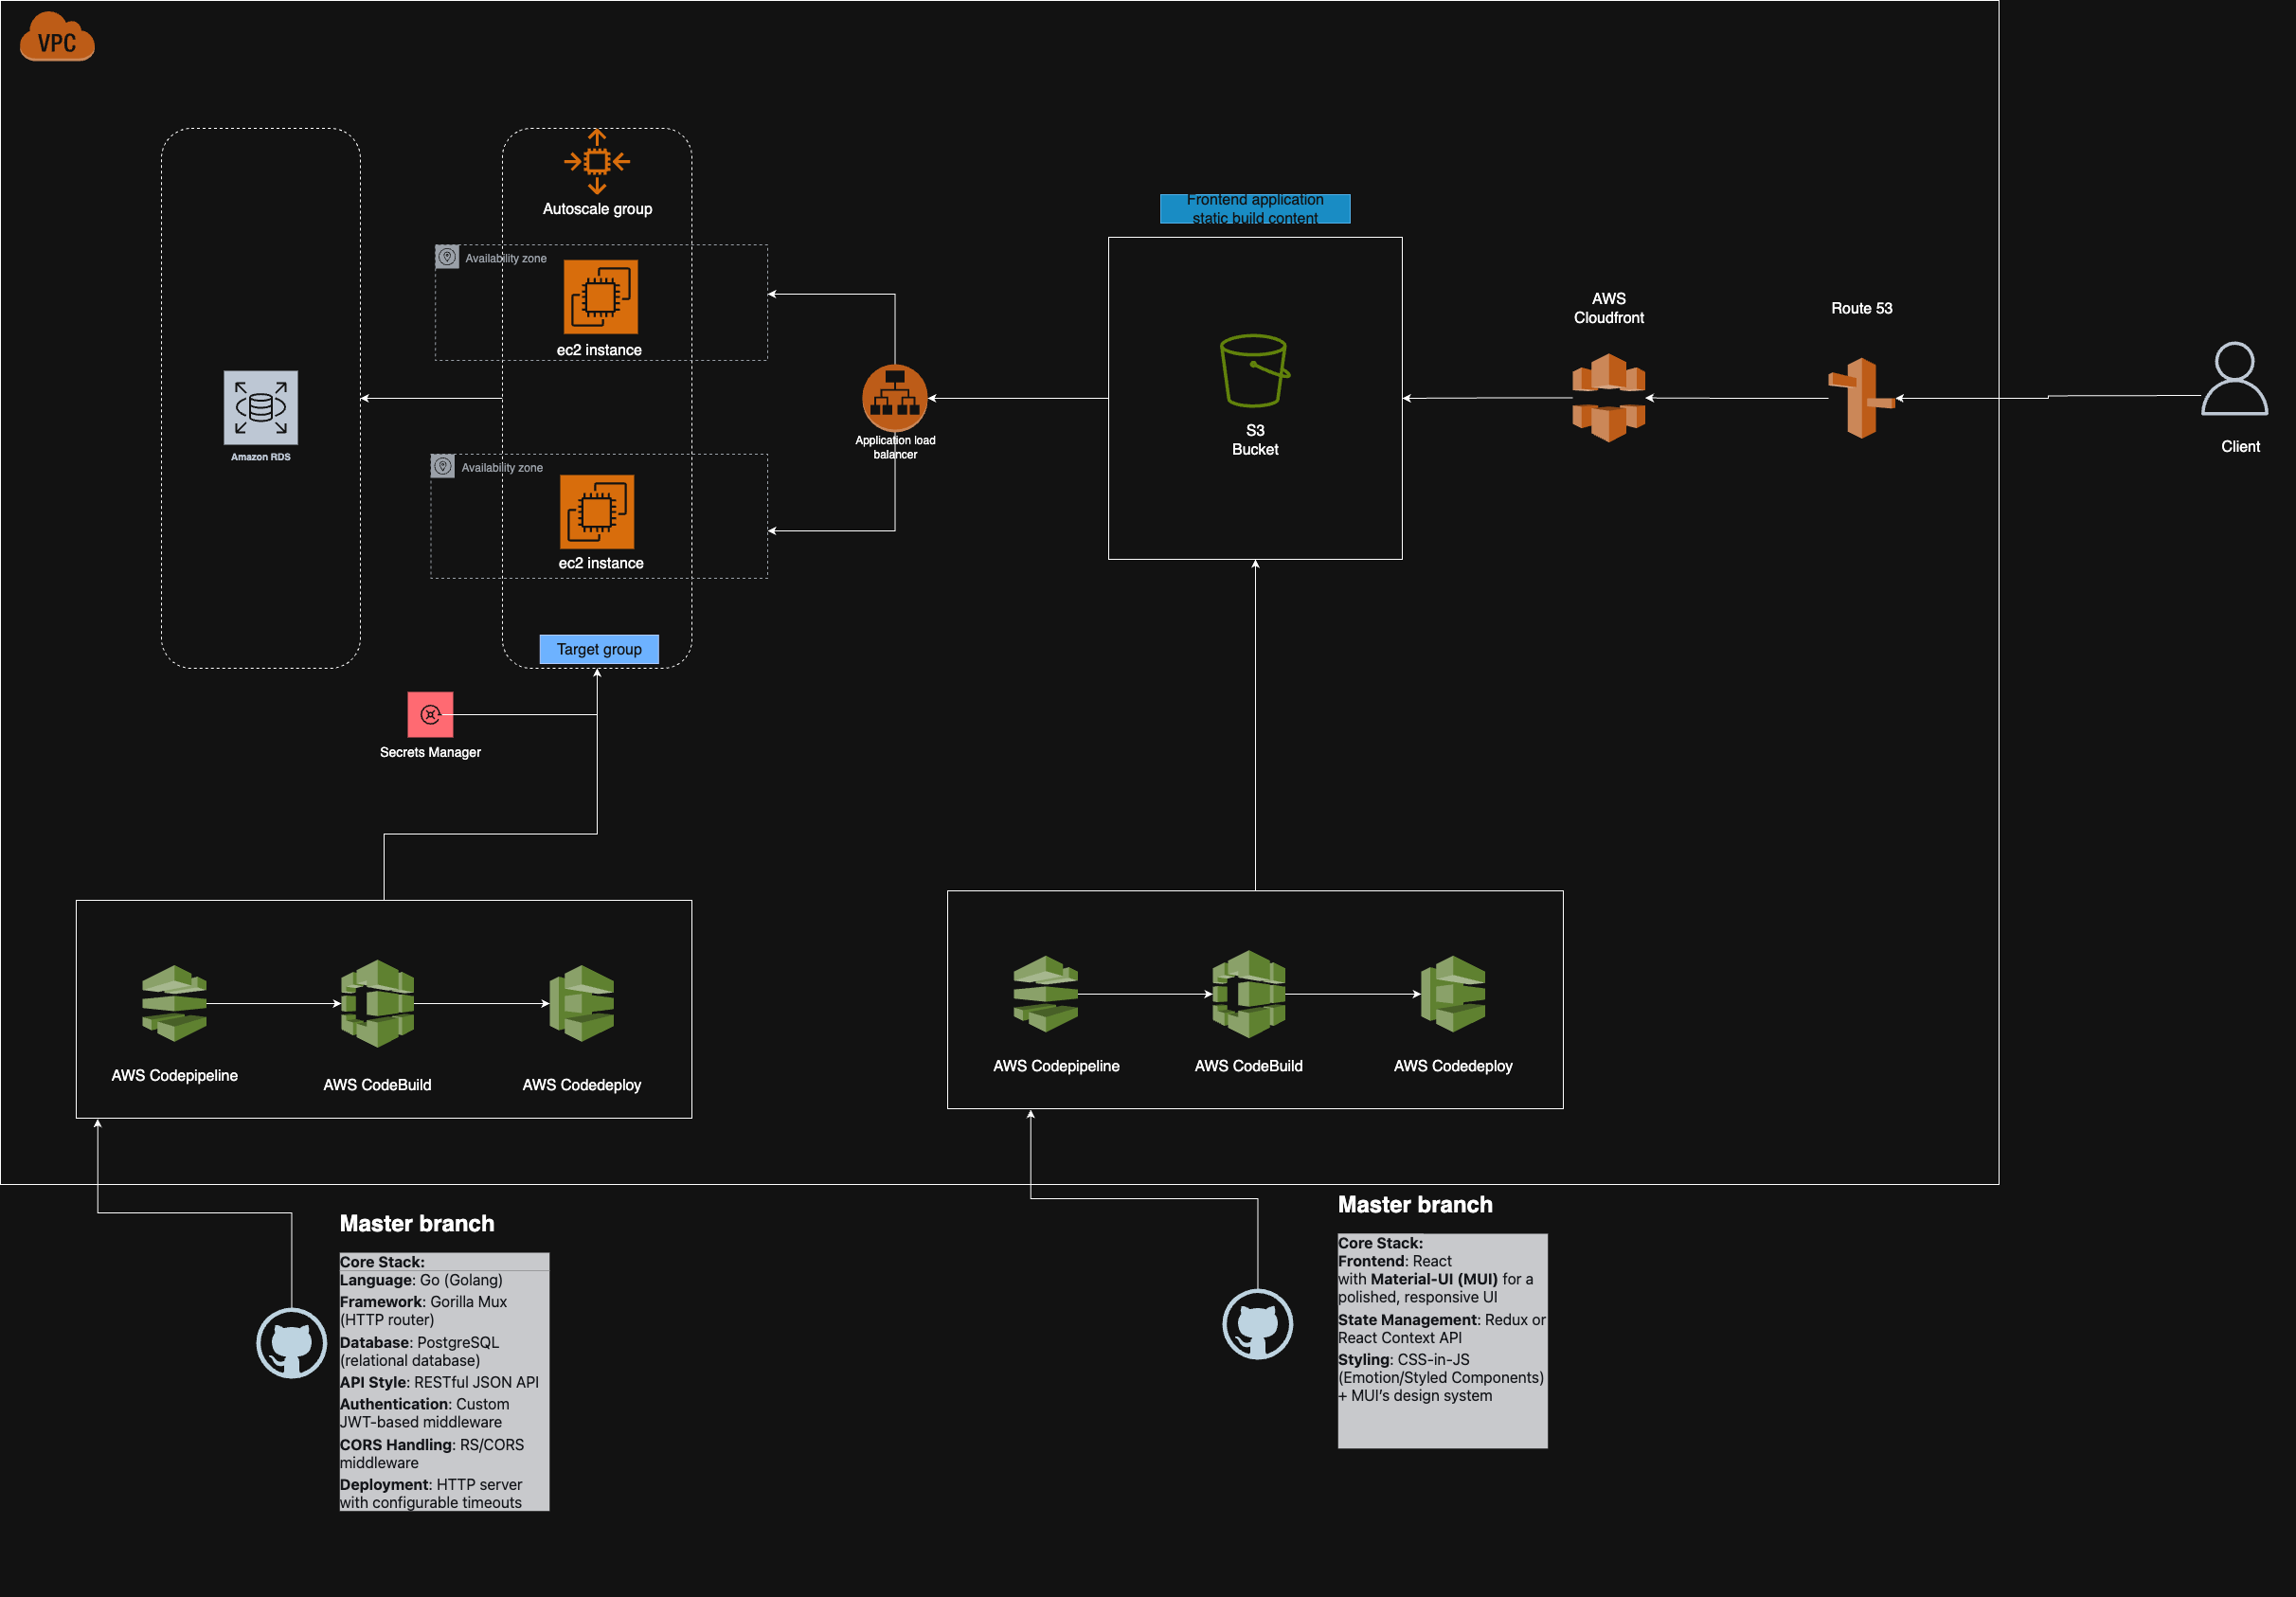 VPC
Autoscale group
Availability zone
ec2 instance
Amazon RDS
Availability zone
ec2 instance
Target group
Secrets Manager
Application load
balancer
Frontend application
static build content
S3
Bucket
AWS
Cloudfront
Route 53
Client
AWS Codepipeline
AWS CodeBuild
AWS Codedeploy
AWS Codepipeline
AWS CodeBuild
AWS Codedeploy
Master branch
Core Stack:
Language: Go (Golang)
Framework: Gorilla Mux
(HTTP router)
Database: PostgreSQL
(relational database)
API Style: RESTful JSON API
Authentication: Custom
JWT-based middleware
CORS Handling: RS/CORS
middleware
Deployment: HTTP server
with configurable timeouts
Master branch
Core Stack:
Frontend: React
with Material-UI (MUI) for a
polished, responsive UI
State Management: Redux or
React Context API
Styling: CSS-in-JS
(Emotion/Styled Components)
+ MUI’s design system